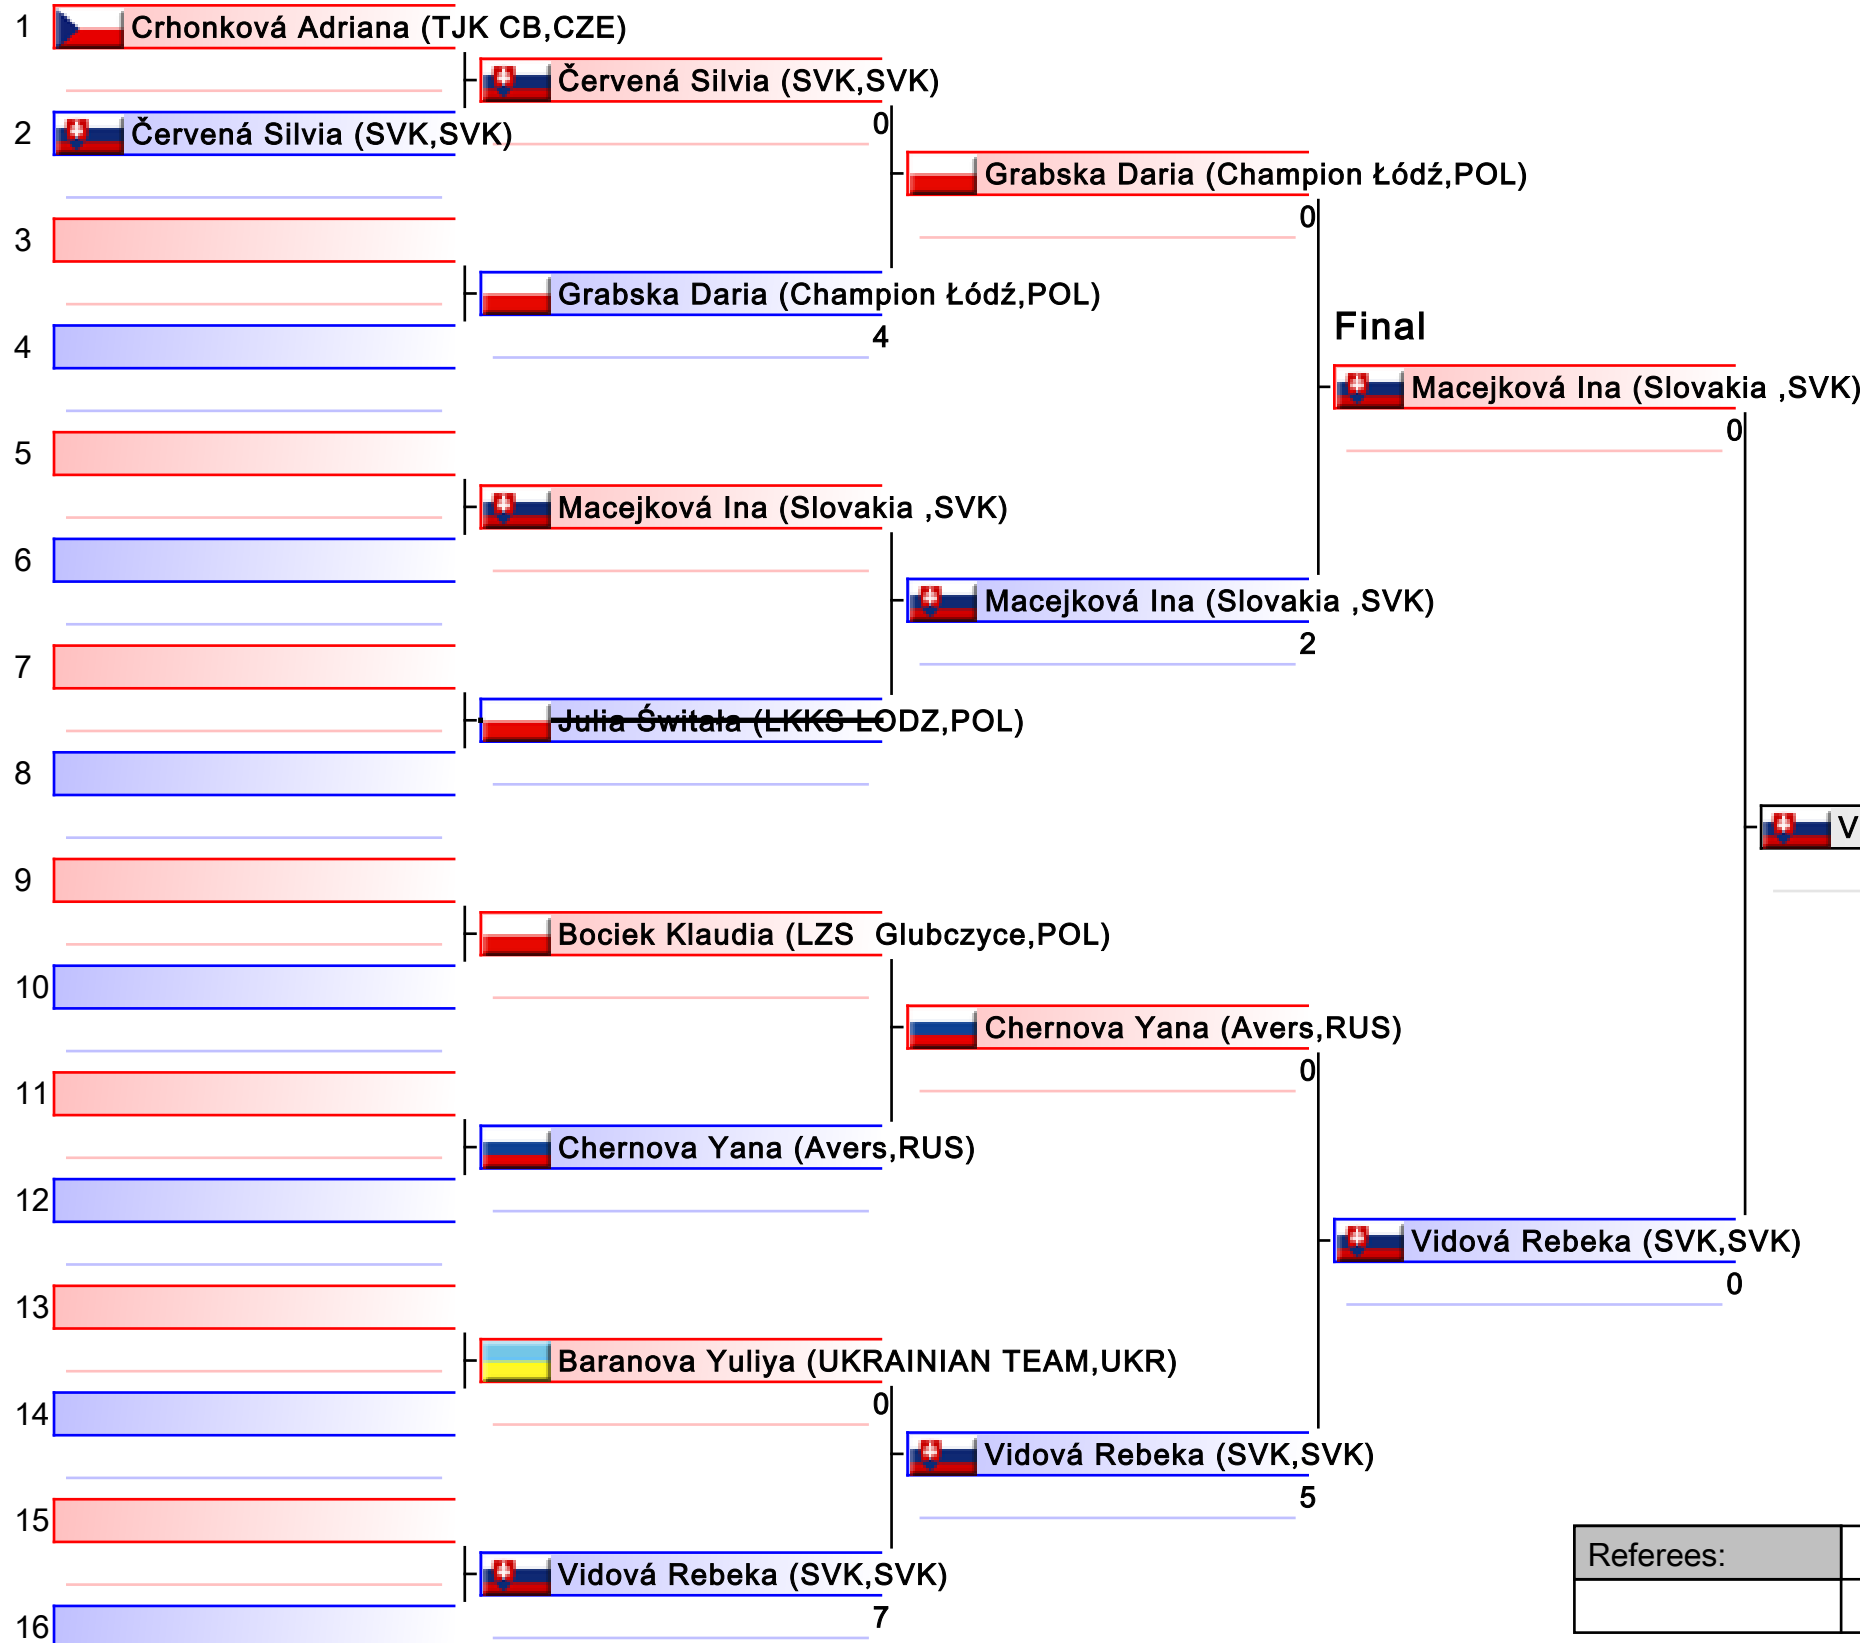 1 Crhonková Adriana (TJK CB,CZE)
Červená Silvia (SVK,SVK)
0
2 Červená Silvia (SVK,SVK)
Grabska Daria (Champion Łódź,POL)
0
3
Grabska Daria (Champion Łódź,POL)
4
4
Final
Macejková Ina (Slovakia ,SVK)
0
5
Macejková Ina (Slovakia ,SVK)
6
Macejková Ina (Slovakia ,SVK)
2
7
Julia Świtała (ŁKKS ŁODZ,POL)
8
V
9
Bociek Klaudia (LZS  Glubczyce,POL)
10
Chernova Yana (Avers,RUS)
0
11
Chernova Yana (Avers,RUS)
12
Vidová Rebeka (SVK,SVK)
0
13
Baranova Yuliya (UKRAINIAN TEAM,UKR)
0
14
Vidová Rebeka (SVK,SVK)
5
15
Referees:
Vidová Rebeka (SVK,SVK)
7
16